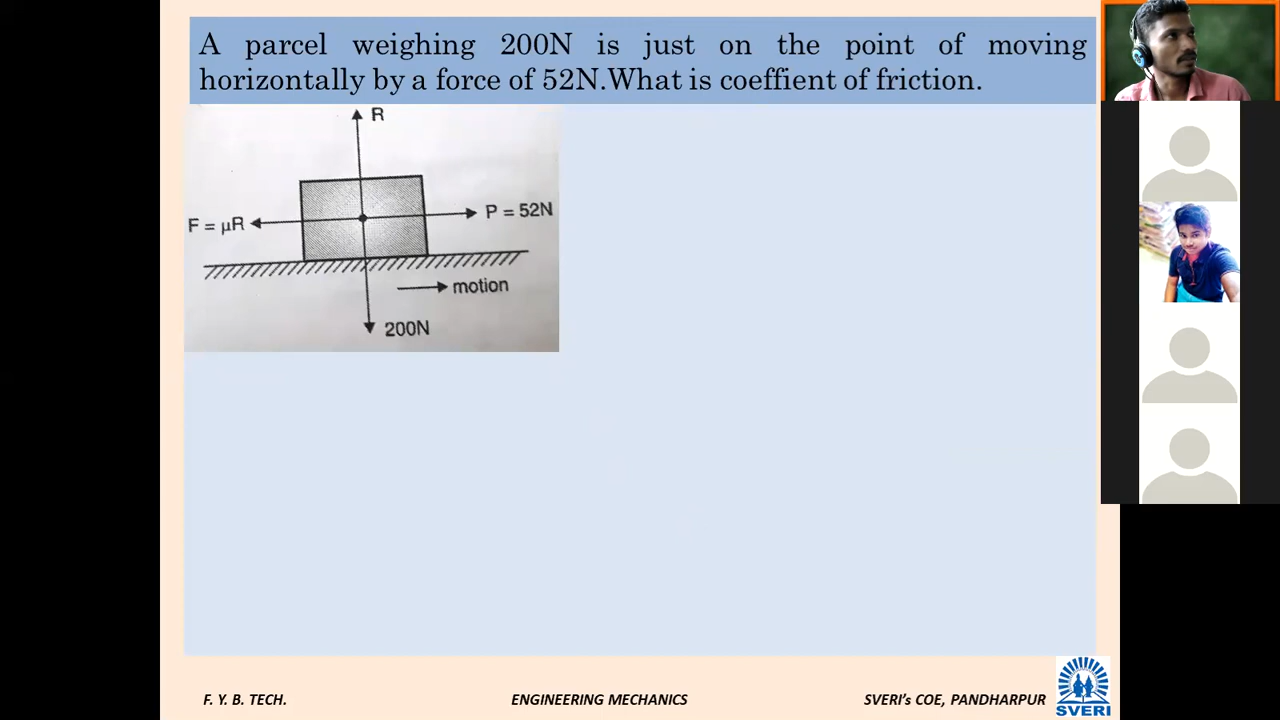 A parcel weighing 200N is just on the point of moving
horizontally by a force of 52N.What is coeffient of friction.
R
F = μR
P = 52N
motion
200N
F. Y. B. TECH.
ENGINEERING MECHANICS
SVERI's COE, PANDHARPUR
SVERI